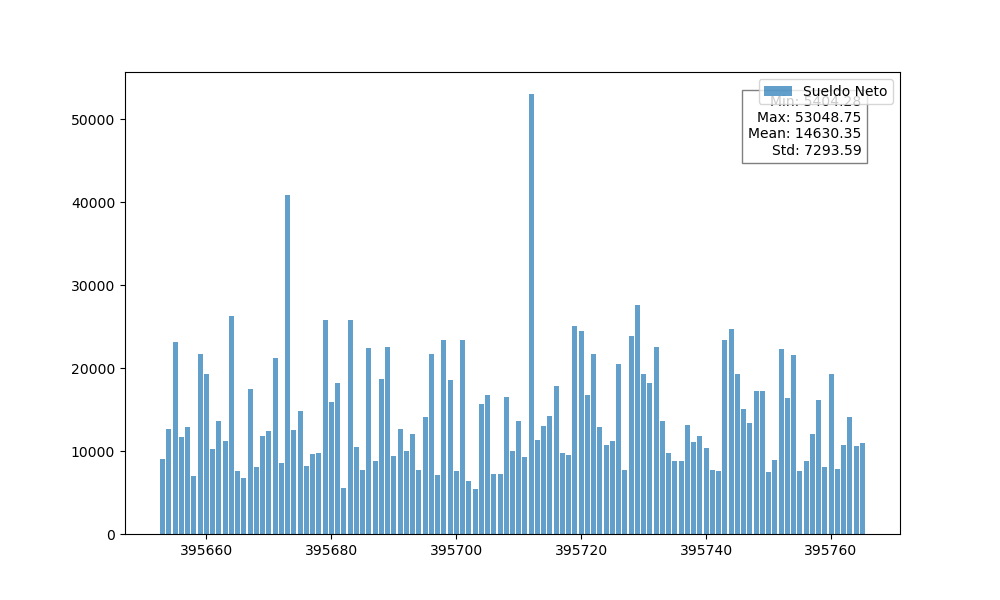 Sueldo Neto
Min: 5404.28
Max: 53048.75
Mean: 14630.35
Std: 7293.59
50000
40000
30000
20000
10000
0
395660 395680 395700 395720 395740 395760